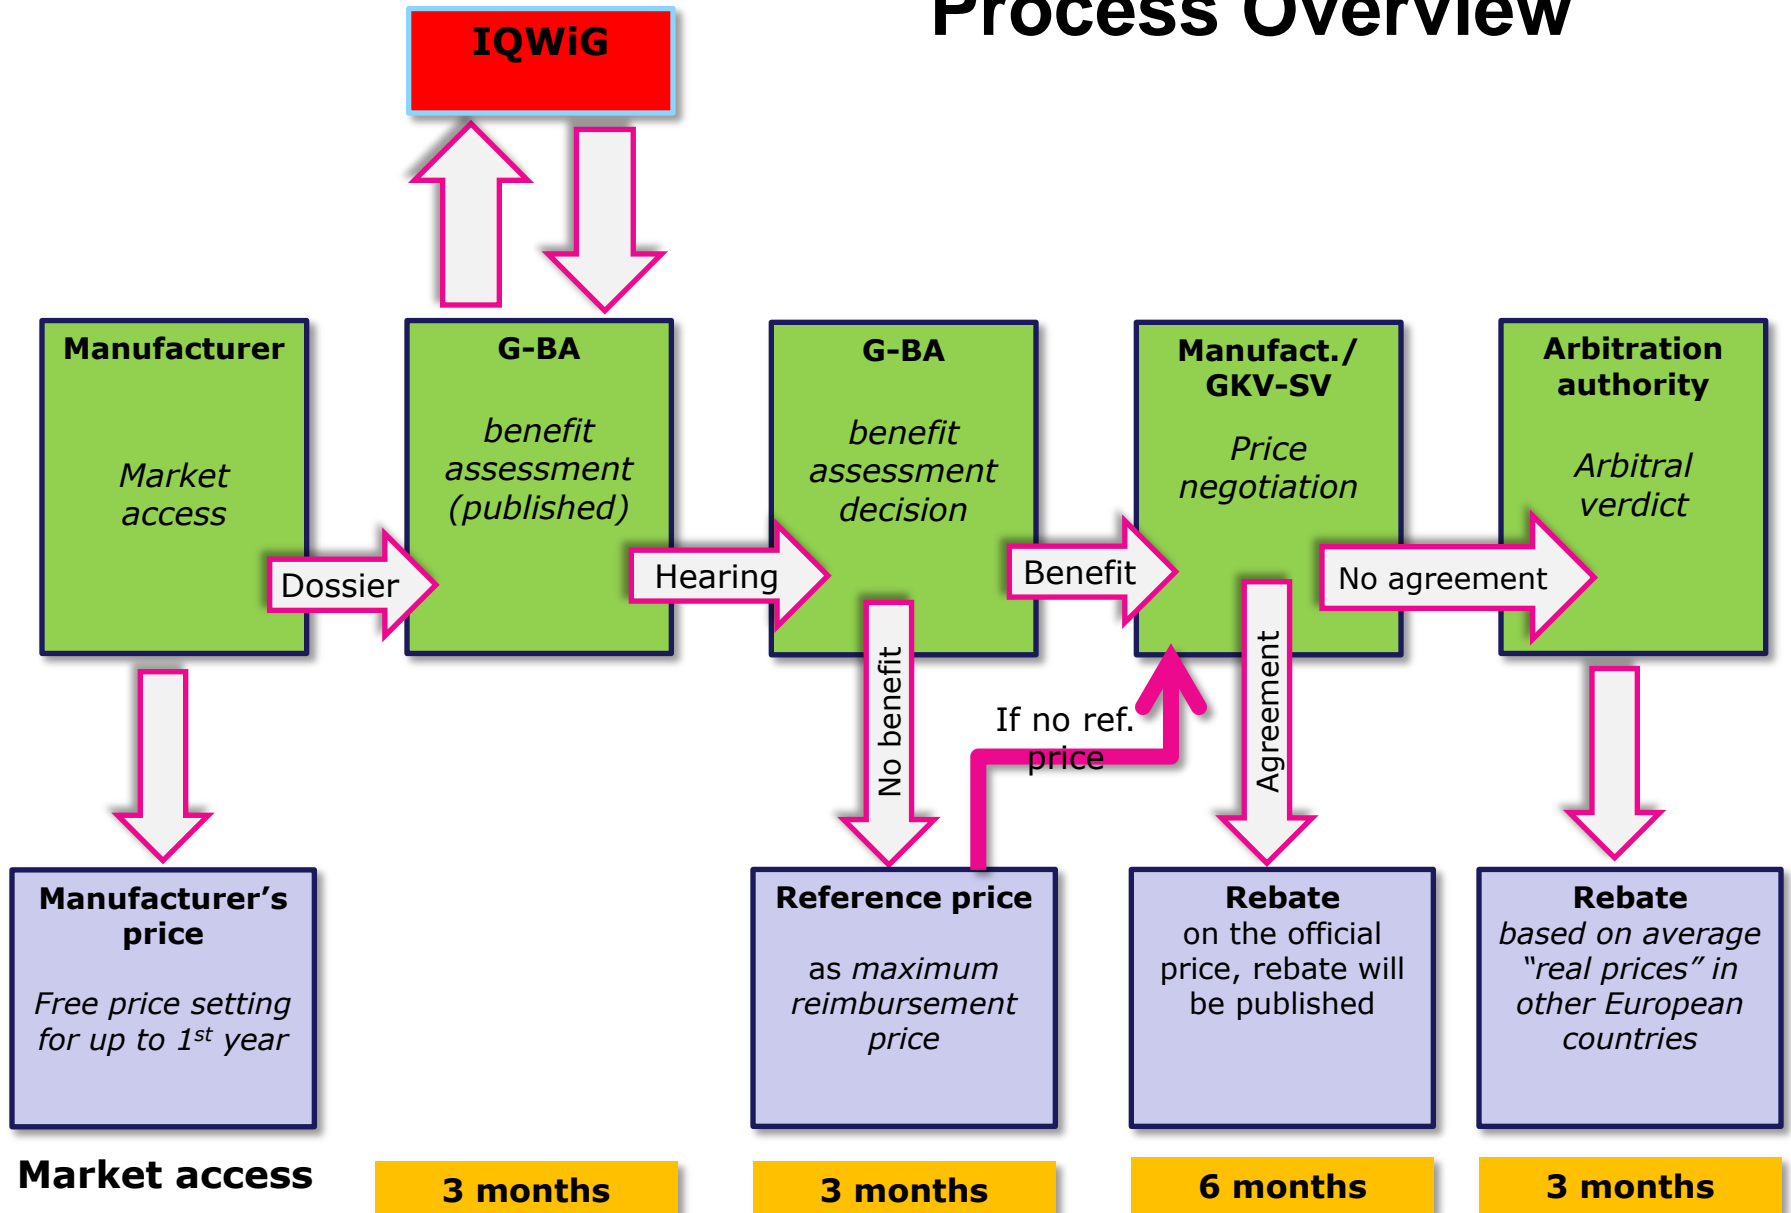 Process Overview
IQWiG
Manufacturer
Market
access
Dossier
G-BA
benefit
assessment
(published)
Hearing
G-BA
benefit
assessment
decision
Benefit
Manufact./
GKV-SV
Price
negotiation
No agreement
Arbitration
authority
Arbitral
verdict
No benefit
If no ref.
price
Agreement
Manufacturer’s
price
Free price setting
for up to 1st year
Reference price
as maximum
reimbursement
price
Rebate
on the official
price, rebate will
be published
Rebate
based on average
“real prices” in
other European
countries
Market access
3 months
3 months
6 months
3 months